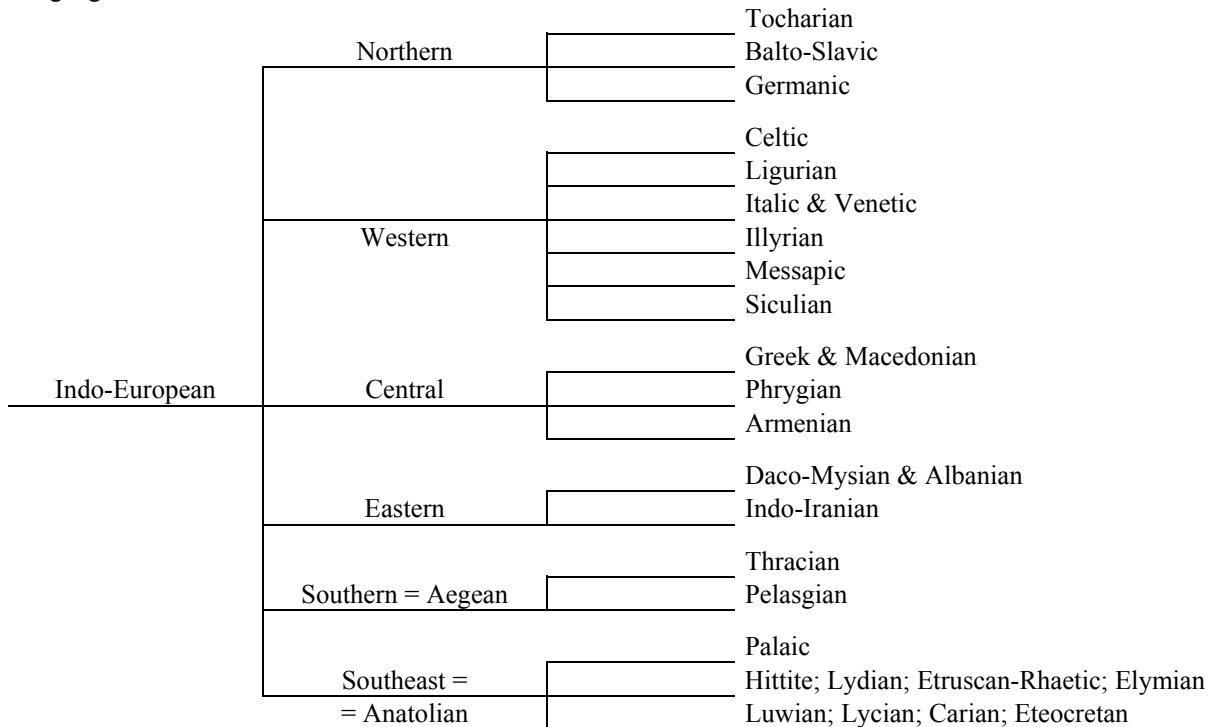 Tocharian
Northern
Balto-Slavic
Germanic
Celtic
Ligurian
Italic & Venetic
Western
Illyrian
Messapic
Siculian
Greek & Macedonian
Indo-European
Central
Phrygian
Armenian
Daco-Mysian & Albanian
Eastern
Indo-Iranian
Thracian
Southern = Aegean
Pelasgian
Palaic
Southeast =
Hittite; Lydian; Etruscan-Rhaetic; Elymian
= Anatolian
Luwian; Lycian; Carian; Eteocretan